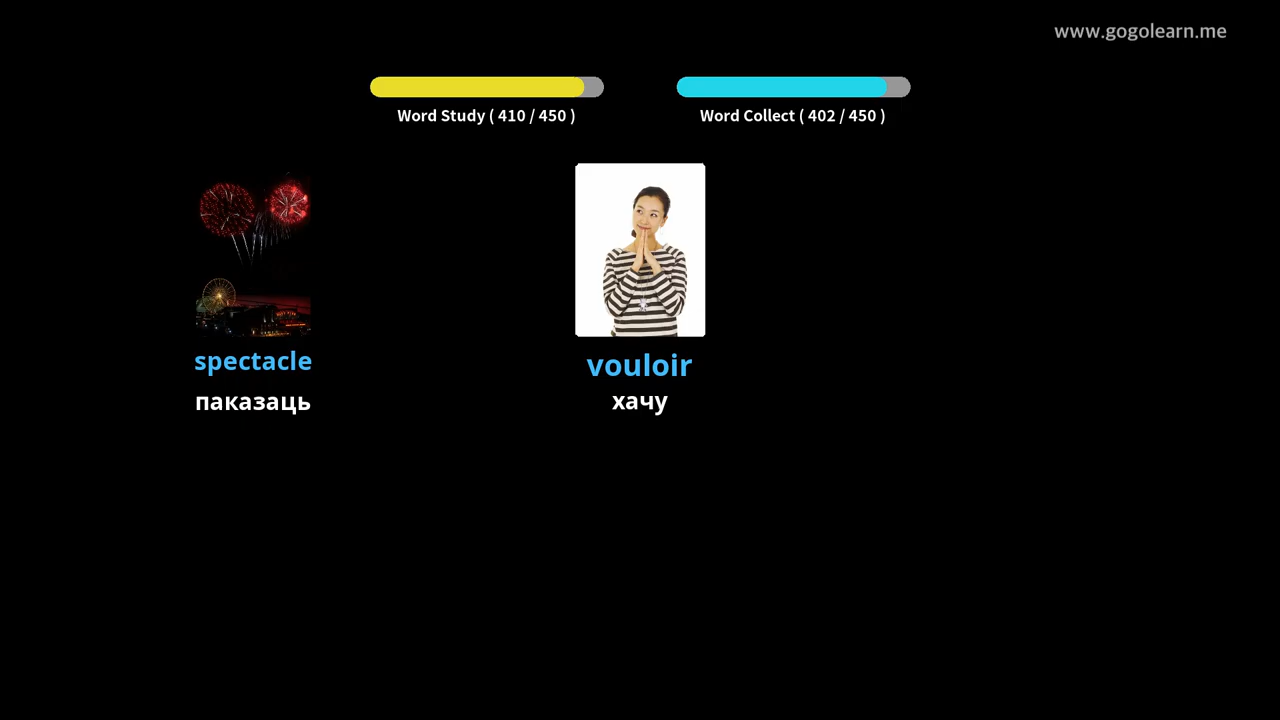 www.gogolearn.me
Word Study ( 410 / 450 )
Word Collect ( 402 / 450 )
spectacle
паказаць
vouloir
хачу